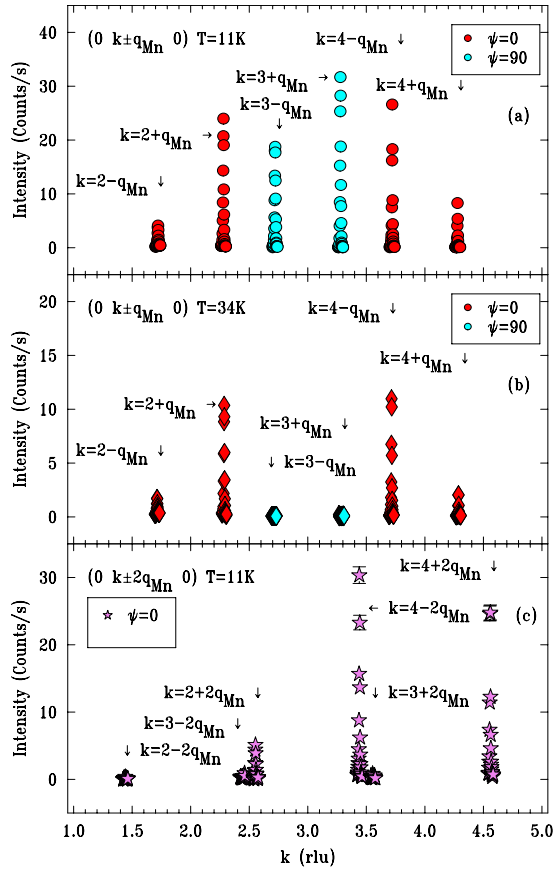 (0 k±qMn 0) T=11K
k=4−qMn
ψ=0
ψ=90
k=3+qMn
k=4+qMn
k=3−qMn
(a)
k=2+qMn
k=2−qMn
Intensity (Counts/s)
40
30
20
10
0
(0 k±qMn 0) T=34K
k=4−qMn
ψ=0
ψ=90
k=4+qMn
(b)
k=2+qMn
k=3+qMn
k=2−qMn
k=3−qMn
Intensity (Counts/s)
20
15
10
5
0
(0 k±2qMn 0) T=11K
k=4+2qMn
ψ=0
k=4−2qMn
(c)
k=2+2qMn
k=3+2qMn
k=3−2qMn
k=2−2qMn
Intensity (Counts/s)
30
20
10
0
1.0 1.5 2.0 2.5 3.0 3.5 4.0 4.5 5.0
k (rlu)